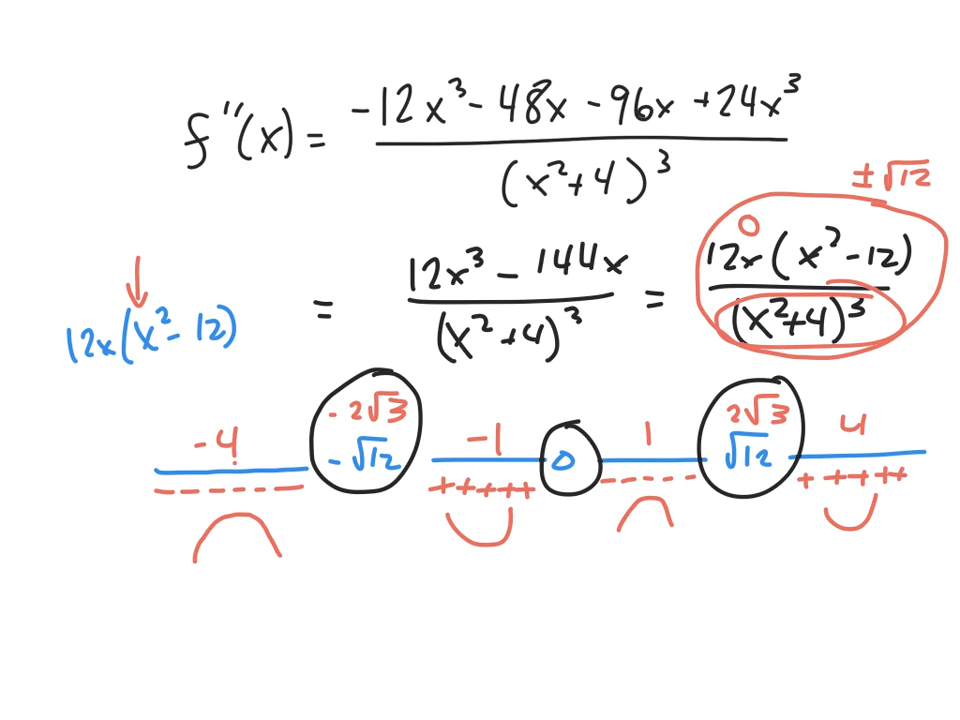 f''(x) = (-12x³ - 48x - 96x + 24x³) / (x²+4)³
± √12
0
12x(x² - 12) = (12x³ - 144x) / (x²+4)³ = 12x(x² - 12) / (x²+4)³
-2√3 2√3
-4 -√12 -1 0 1 √12 4
------- +++++ ------ +++++